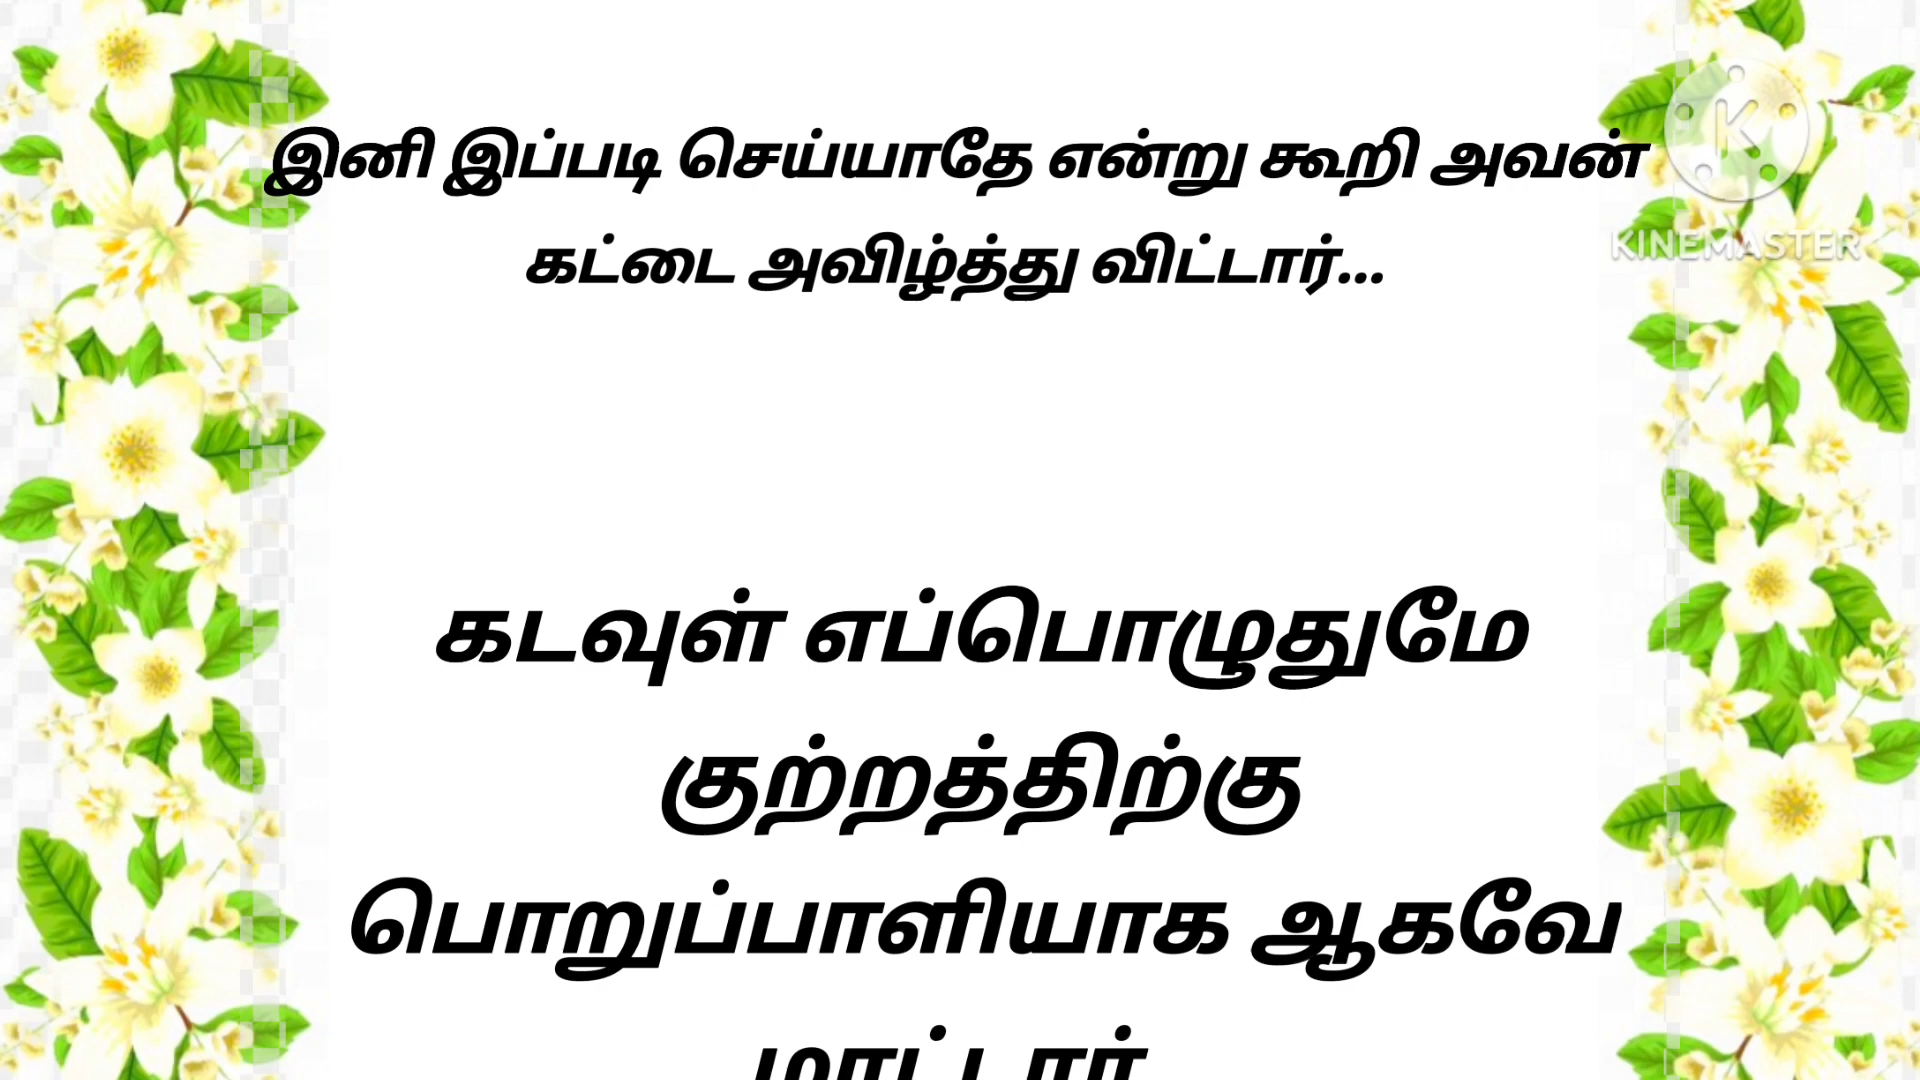 இனி இப்படி செய்யாதே என்று கூறி அவன்
கட்டை அவிழ்த்து விட்டார்...
KINEMASTER
கடவுள் எப்பொழுதுமே
குற்றத்திற்கு
பொறுப்பாளியாக ஆகவே
மாட்டார்